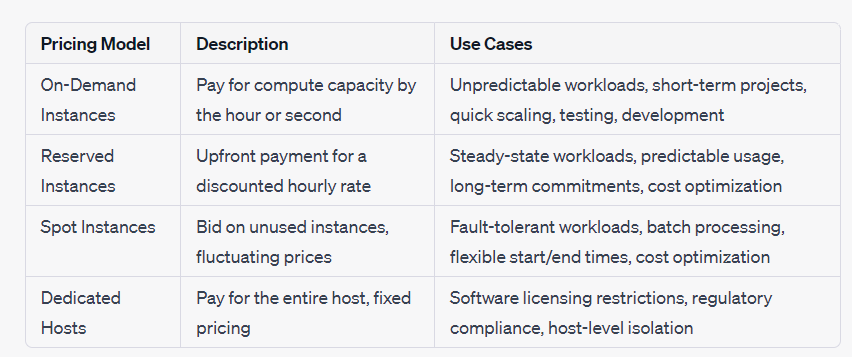 Pricing Model Description Use Cases
On-Demand Pay for compute capacity by Unpredictable workloads, short-term projects,
Instances the hour or second quick scaling, testing, development
Reserved Upfront payment for a Steady-state workloads, predictable usage,
Instances discounted hourly rate long-term commitments, cost optimization
Spot Instances Bid on unused instances, Fault-tolerant workloads, batch processing,
fluctuating prices flexible start/end times, cost optimization
Dedicated Pay for the entire host, fixed Software licensing restrictions, regulatory
Hosts pricing compliance, host-level isolation